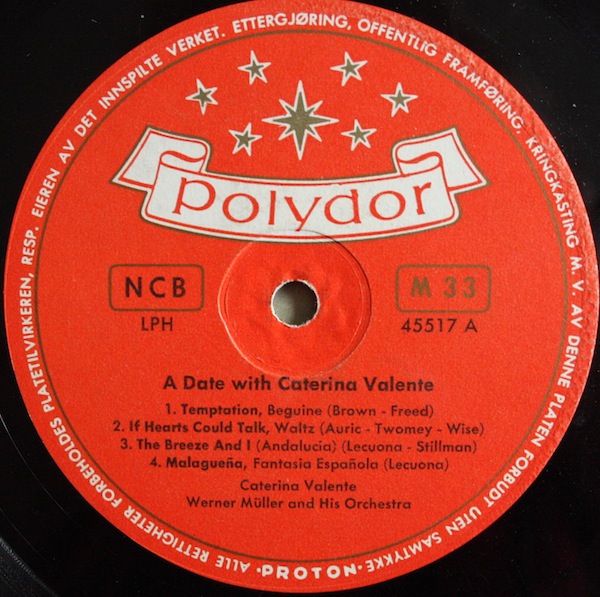 ALLE RETTIGHETER FORBEHOLDES PLATETILVIRKEREN, RESP. EIEREN AV DET INNSPILTE VERKET. ETTERGJØRING, OFFENTLIG FRAMFØRING, KRINGKASTING M. V. AV DENNE PLATEN FORBUDT UTEN SAMTYKKE·
polydor
NCB
M 33
LPH
45517 A
A Date with Caterina Valente
1. Temptation, Beguine (Brown - Freed)
2. If Hearts Could Talk, Waltz (Auric - Twomey - Wise)
3. The Breeze And I (Andalucia) (Lecuona - Stillman)
4. Malagueña, Fantasia Española (Lecuona)
Caterina Valente
Werner Müller and His Orchestra
·PROTON·